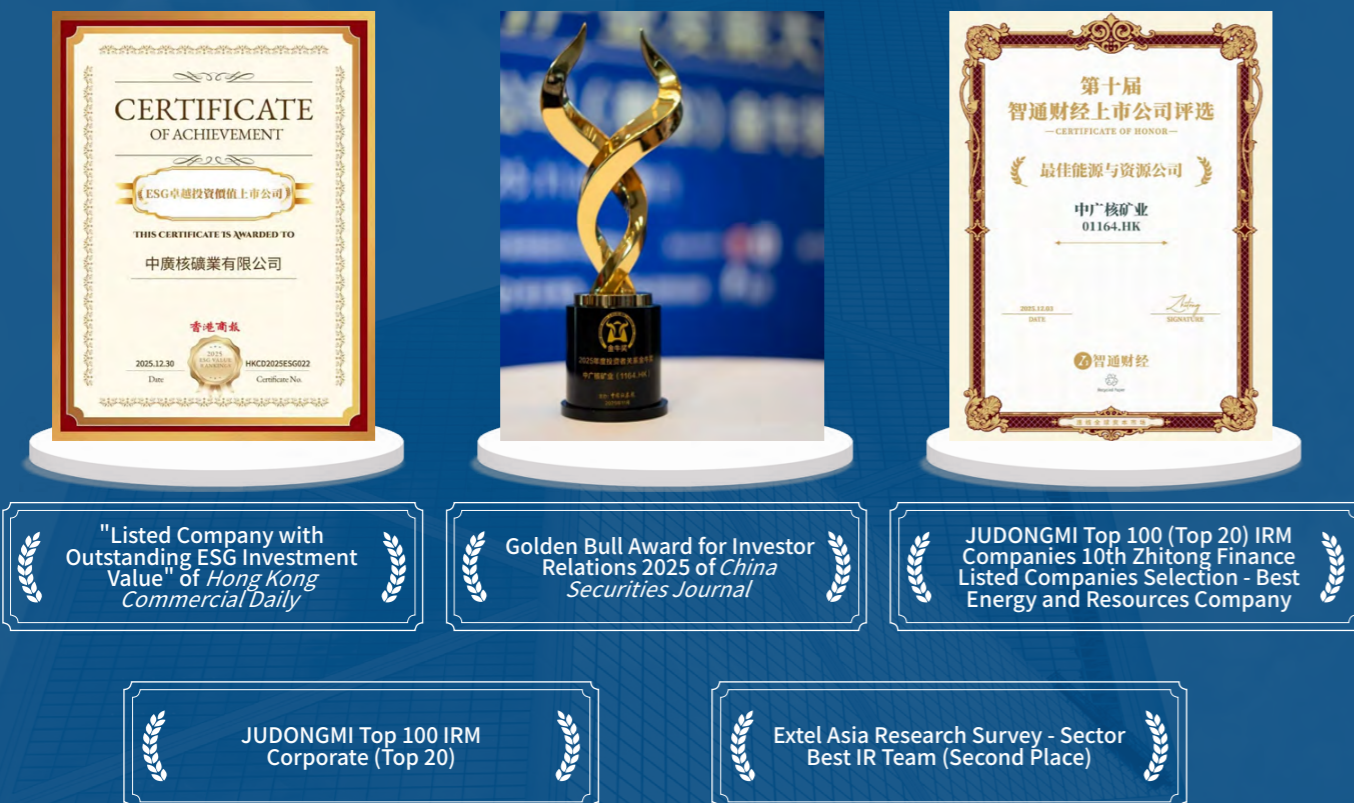 CERTIFICATE
OF ACHIEVEMENT
ESG卓越投資價值上市公司
THIS CERTIFICATE IS AWARDED TO
中廣核礦業有限公司
香港商報
2025
ESG VALUE
RANKINGS
2025.12.30
HKCD2025ESG022
Date
Certificate No.
金牛奖
2025年度投资者关系金牛奖
中广核矿业（1164.HK）
第十届
智通财经上市公司评选
—CERTIFICATE OF HONOR—
最佳能源与资源公司
中广核矿业
01164.HK
DATE
SIGNATURE
智通财经
"Listed Company with
Outstanding ESG Investment
Value" of Hong Kong
Commercial Daily
Golden Bull Award for Investor
Relations 2025 of China
Securities Journal
JUDONGMI Top 100 (Top 20) IRM
Companies 10th Zhitong Finance
Listed Companies Selection - Best
Energy and Resources Company
JUDONGMI Top 100 IRM
Corporate (Top 20)
Extel Asia Research Survey - Sector
Best IR Team (Second Place)